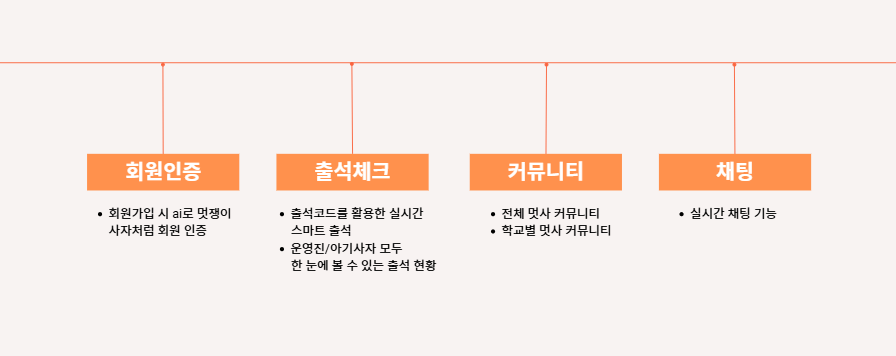 회원인증
• 회원가입 시 ai로 멋쟁이
사자처럼 회원 인증
출석체크
• 출석코드를 활용한 실시간
스마트 출석
• 운영진/아기사자 모두
한 눈에 볼 수 있는 출석 현황
커뮤니티
• 전체 멋사 커뮤니티
• 학교별 멋사 커뮤니티
채팅
• 실시간 채팅 기능